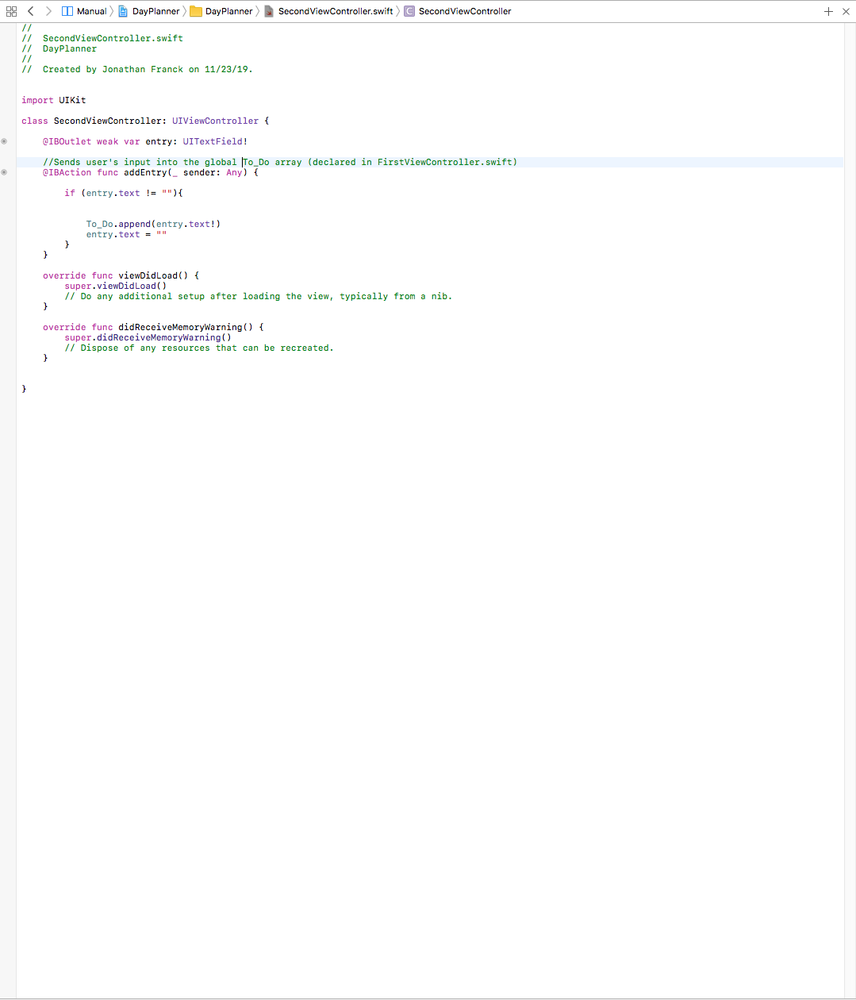 Manual DayPlanner DayPlanner SecondViewController.swift C SecondViewController
//
//  SecondViewController.swift
//  DayPlanner
//
//  Created by Jonathan Franck on 11/23/19.
import UIKit
class SecondViewController: UIViewController {
    @IBOutlet weak var entry: UITextField!
    //Sends user's input into the global To_Do array (declared in FirstViewController.swift)
    @IBAction func addEntry(_ sender: Any) {
        if (entry.text != ""){
            To_Do.append(entry.text!)
            entry.text = ""
        }
    }
    override func viewDidLoad() {
        super.viewDidLoad()
        // Do any additional setup after loading the view, typically from a nib.
    }
    override func didReceiveMemoryWarning() {
        super.didReceiveMemoryWarning()
        // Dispose of any resources that can be recreated.
    }
}